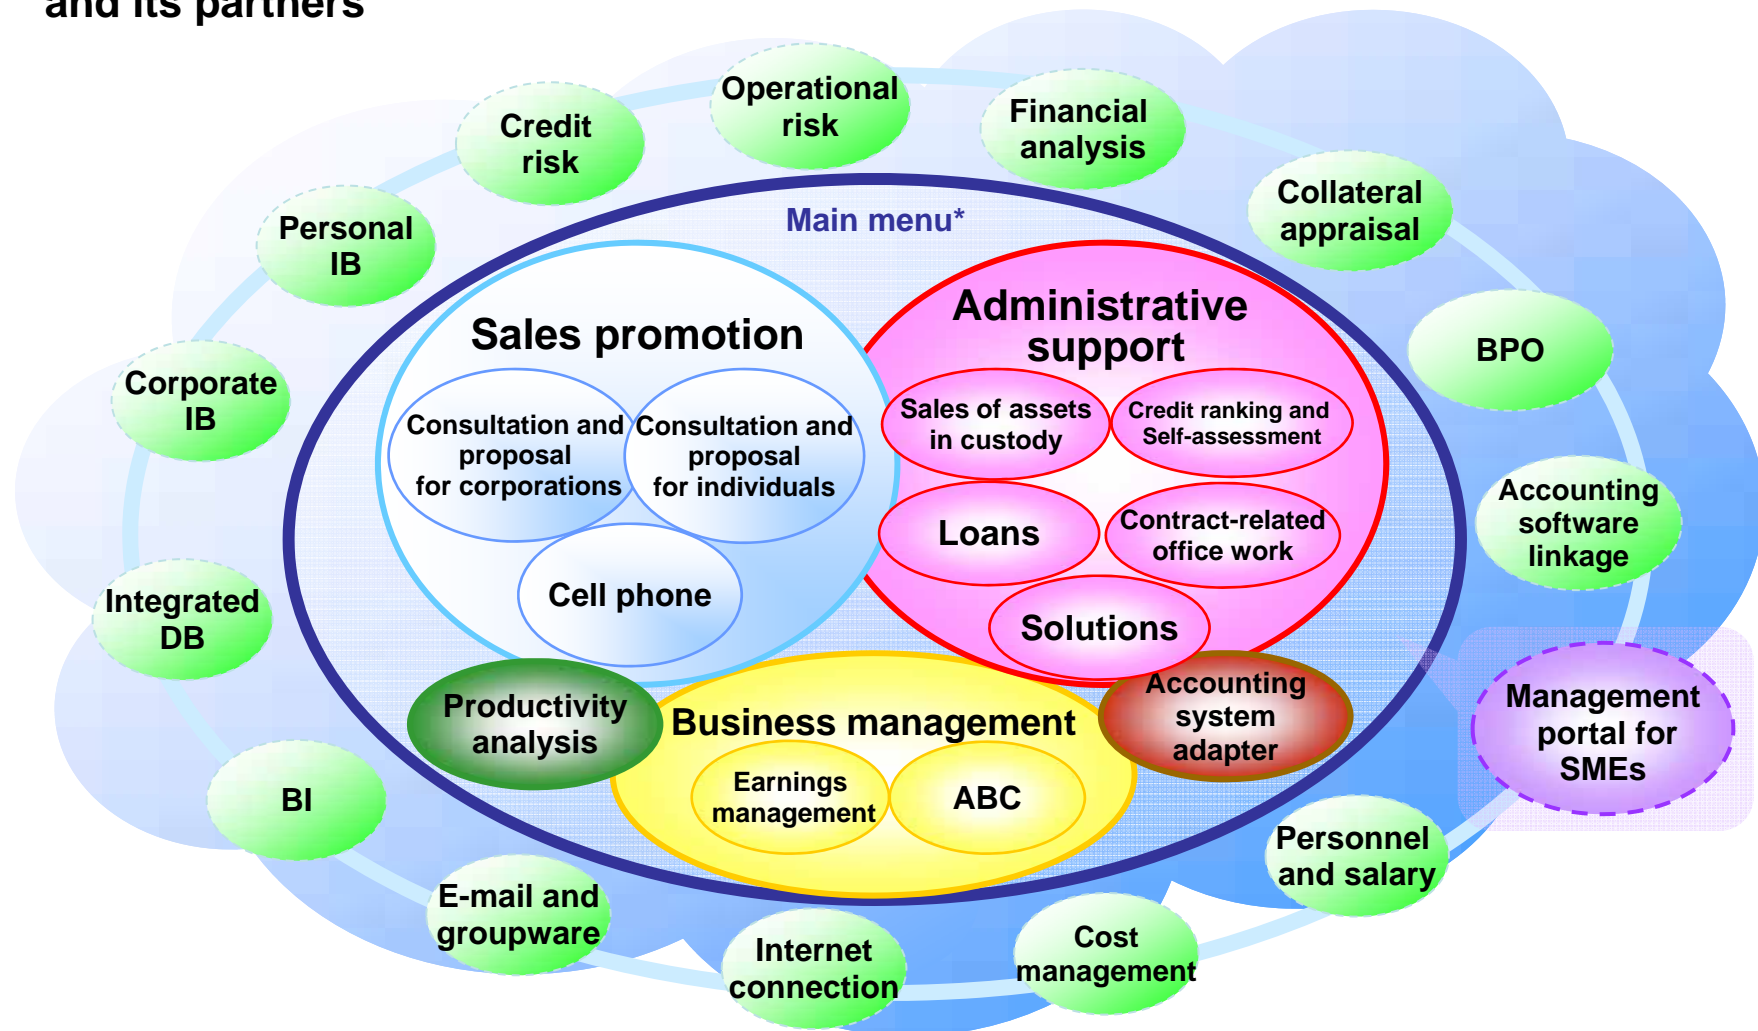 and its partners
Operational
risk
Financial
analysis
Credit
risk
Collateral
appraisal
Personal
IB
Main menu*
BPO
Corporate
IB
Sales promotion
Consultation and
proposal
for corporations
Consultation and
proposal
for individuals
Cell phone
Administrative
support
Sales of assets
in custody
Credit ranking and
Self-assessment
Loans
Contract-related
office work
Solutions
Accounting
software
linkage
Integrated
DB
Productivity
analysis
Business management
Earnings
management
ABC
Accounting
system
adapter
Management
portal for
SMEs
BI
Personnel
and salary
E-mail and
groupware
Internet
connection
Cost
management